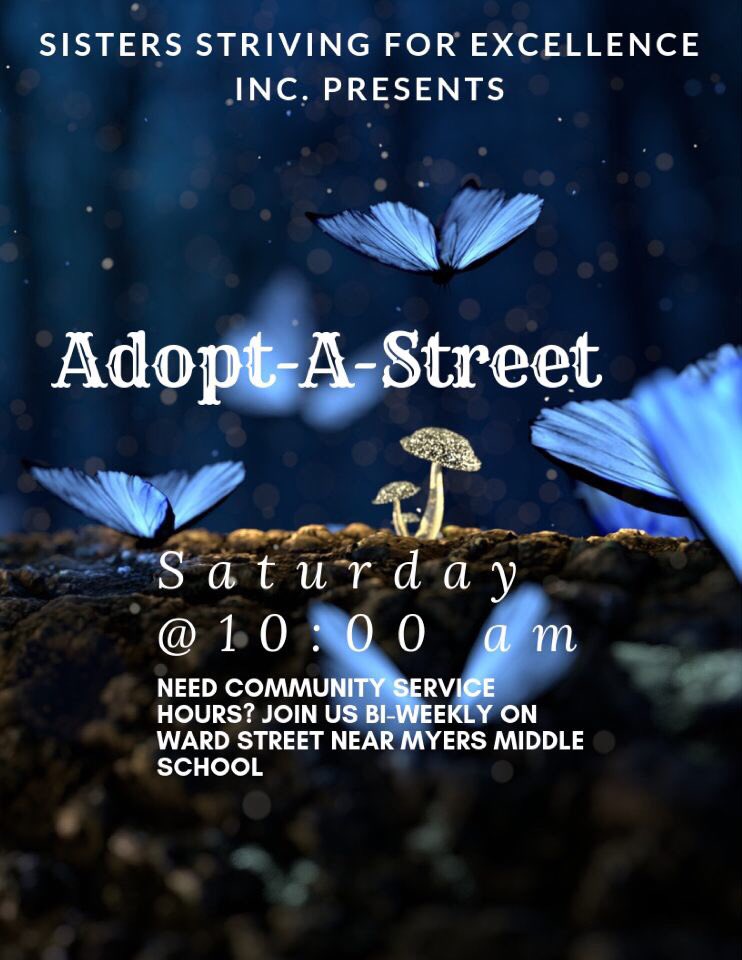 SISTERS STRIVING FOR EXCELLENCE
INC. PRESENTS
Adopt-A-Street
Saturday
@10:00 am
NEED COMMUNITY SERVICE
HOURS? JOIN US BI-WEEKLY ON
WARD STREET NEAR MYERS MIDDLE
SCHOOL